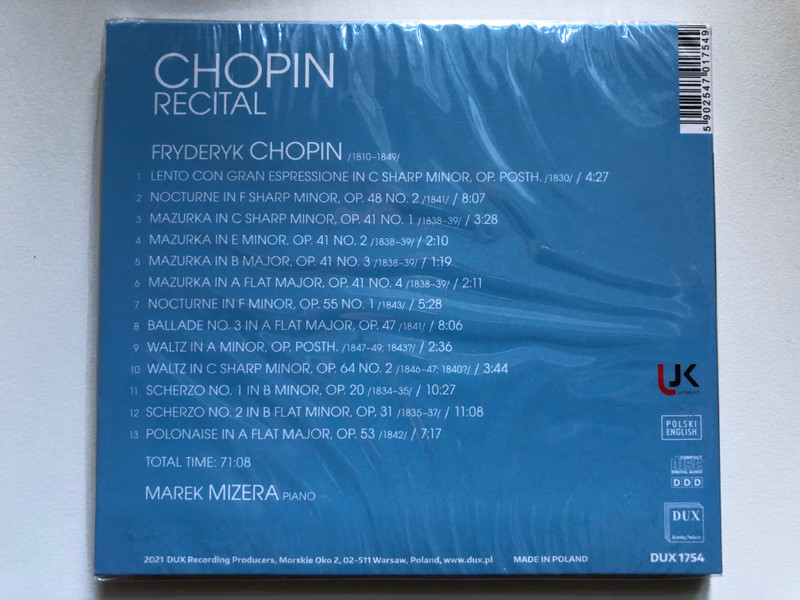 CHOPIN
RECITAL
5 902547 017549
FRYDERYK CHOPIN /1810–1849/
1 LENTO CON GRAN ESPRESSIONE IN C SHARP MINOR, OP. POSTH. /1830/ / 4:27
2 NOCTURNE IN F SHARP MINOR, OP. 48 NO. 2 /1841/ / 8:07
3 MAZURKA IN C SHARP MINOR, OP. 41 NO. 1 /1838–39/ / 3:28
4 MAZURKA IN E MINOR, OP. 41 NO. 2 /1838–39/ / 2:10
5 MAZURKA IN B MAJOR, OP. 41 NO. 3 /1838–39/ / 1:19
6 MAZURKA IN A FLAT MAJOR, OP. 41 NO. 4 /1838–39/ / 2:11
7 NOCTURNE IN F MINOR, OP. 55 NO. 1 /1843/ / 5:28
8 BALLADE NO. 3 IN A FLAT MAJOR, OP. 47 /1841/ / 8:06
9 WALTZ IN A MINOR, OP. POSTH. /1847–49; 1843?/ / 2:36
10 WALTZ IN C SHARP MINOR, OP. 64 NO. 2 /1846–47; 1840?/ / 3:44
11 SCHERZO NO. 1 IN B MINOR, OP. 20 /1834–35/ / 10:27
12 SCHERZO NO. 2 IN B FLAT MINOR, OP. 31 /1835–37/ / 11:08
13 POLONAISE IN A FLAT MAJOR, OP. 53 /1842/ / 7:17
TOTAL TIME: 71:08
MAREK MIZERA PIANO
UJK
POLSKI
ENGLISH
COMPACT
disc
DIGITAL AUDIO
DDD
DUX
Recording Producers
2021 DUX Recording Producers, Morskie Oko 2, 02-511 Warsaw, Poland, www.dux.pl MADE IN POLAND DUX 1754